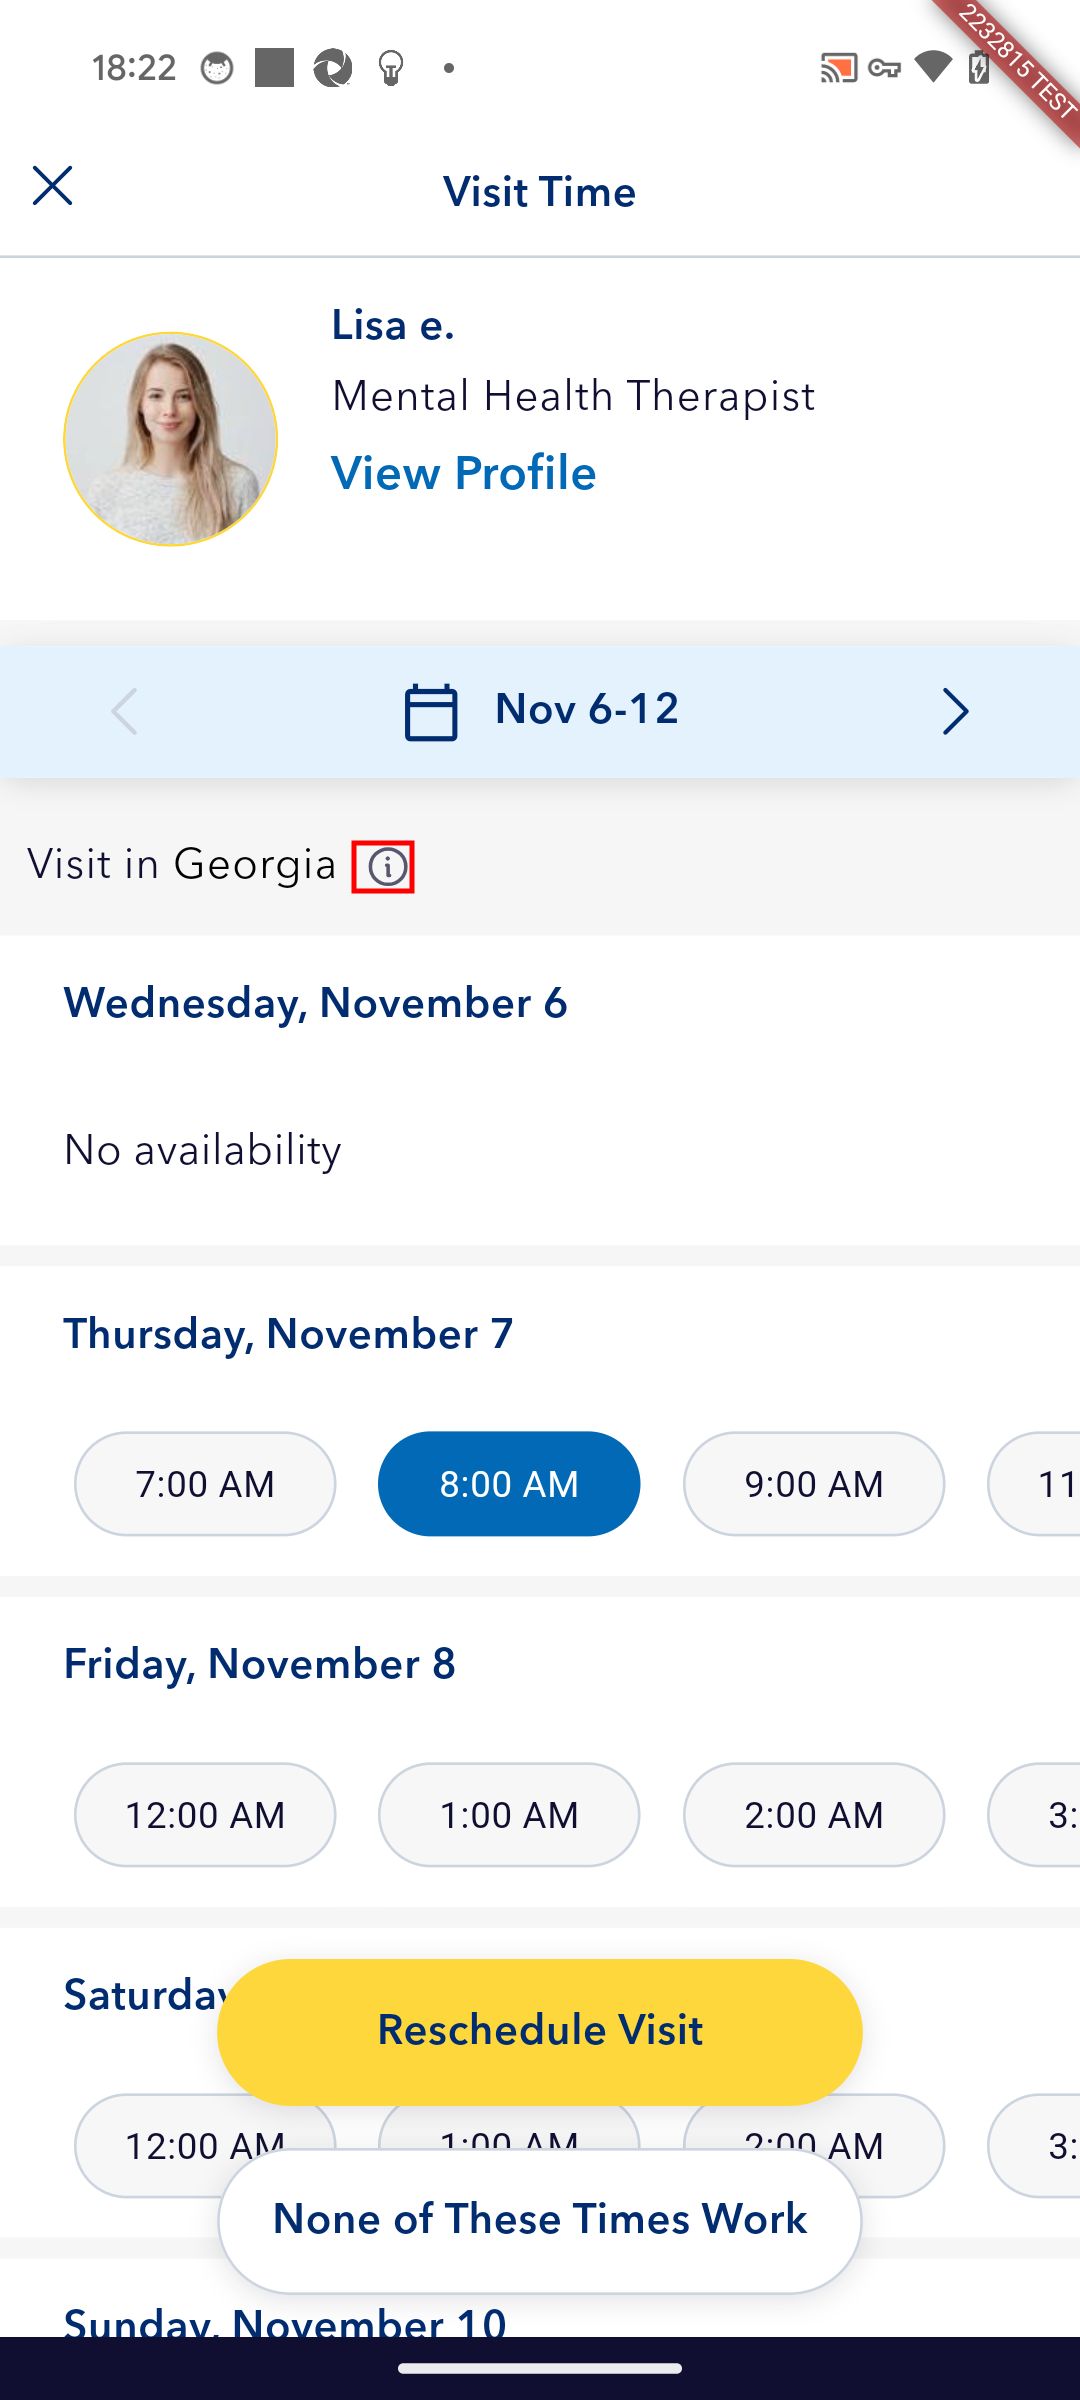 18:22
2232815 TEST
Visit Time
Lisa e.
Mental Health Therapist
View Profile
Nov 6-12
Visit in Georgia
Wednesday, November 6
No availability
Thursday, November 7
7:00 AM 8:00 AM 9:00 AM 11
Friday, November 8
12:00 AM 1:00 AM 2:00 AM 3:
Saturday
Reschedule Visit
12:00 AM 1:00 AM 2:00 AM 3:
None of These Times Work
Sunday, November 10